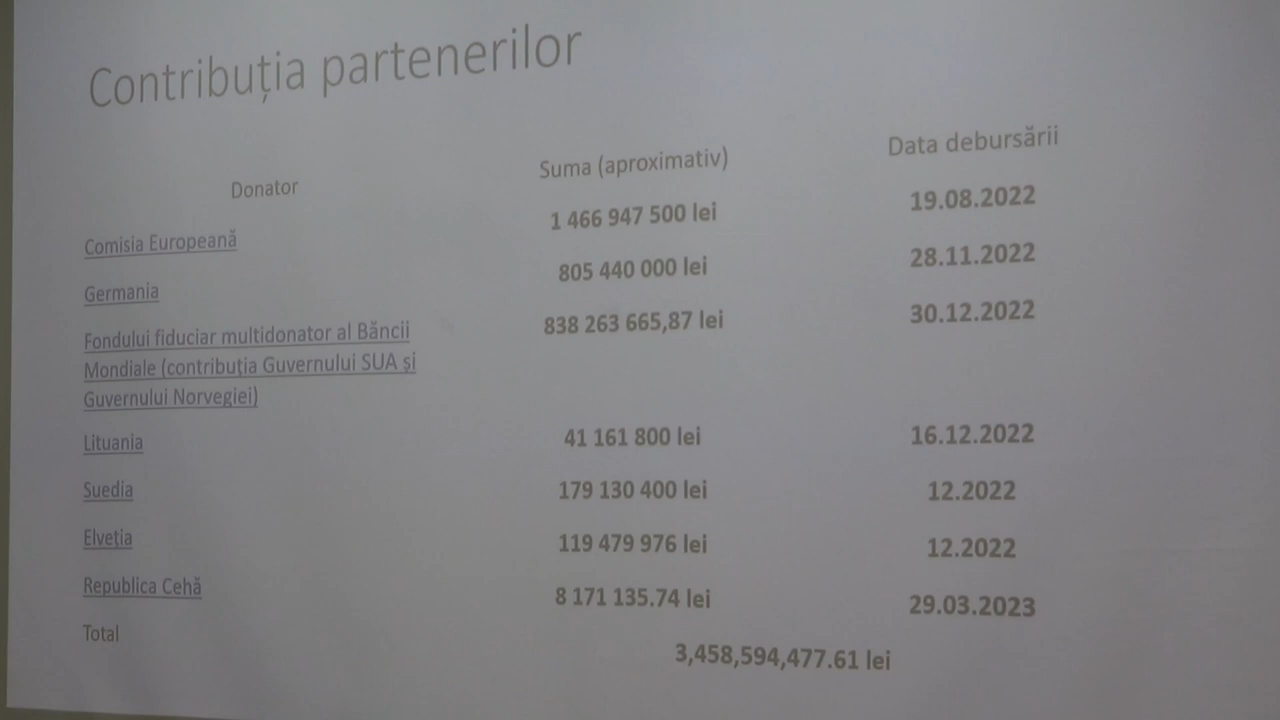 Contribuția partenerilor
Donator Suma (aproximativ) Data debursării
Comisia Europeană 1 466 947 500 lei 19.08.2022
Germania 805 440 000 lei 28.11.2022
Fondului fiduciar multidonator al Băncii 838 263 665,87 lei 30.12.2022
Mondiale (contribuția Guvernului SUA și
Guvernului Norvegiei)
Lituania 41 161 800 lei 16.12.2022
Suedia 179 130 400 lei 12.2022
Elveția 119 479 976 lei 12.2022
Republica Cehă 8 171 135.74 lei 29.03.2023
Total 3,458,594,477.61 lei